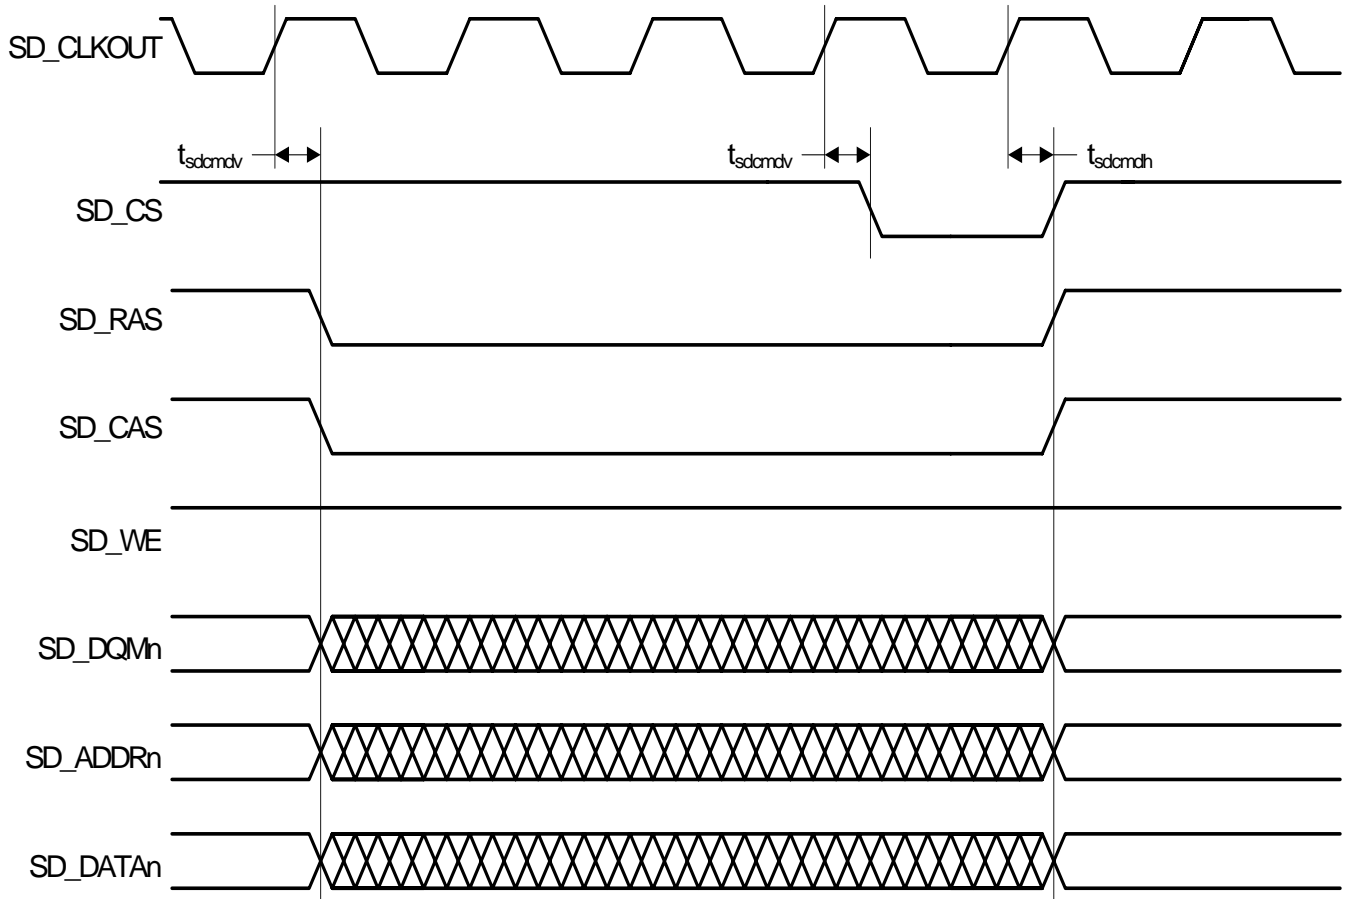 SD_CLKOUT
tsdcmdv tsdcmdv tsdcmdh
SD_CS
SD_RAS
SD_CAS
SD_WE
SD_DQMn
SD_ADDRn
SD_DATAn